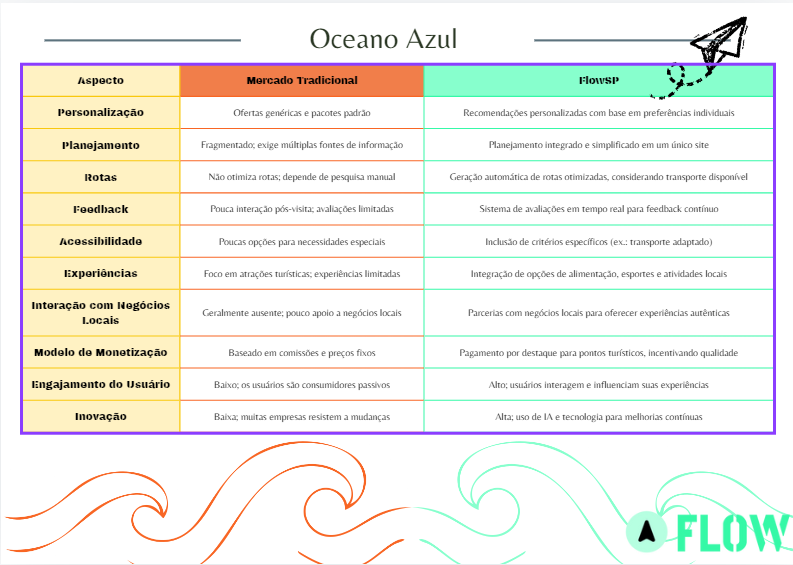 Oceano Azul
Aspecto Mercado Tradicional FlowSP
Personalização Ofertas genéricas e pacotes padrão Recomendações personalizadas com base em preferências individuais
Planejamento Fragmentado; exige múltiplas fontes de informação Planejamento integrado e simplificado em um único site
Rotas Não otimiza rotas; depende de pesquisa manual Geração automática de rotas otimizadas, considerando transporte disponível
Feedback Pouca interação pós-visita; avaliações limitadas Sistema de avaliações em tempo real para feedback contínuo
Acessibilidade Poucas opções para necessidades especiais Inclusão de critérios específicos (ex.: transporte adaptado)
Experiências Foco em atrações turísticas; experiências limitadas Integração de opções de alimentação, esportes e atividades locais
Interação com Negócios
Locais Geralmente ausente; pouco apoio a negócios locais Parcerias com negócios locais para oferecer experiências autênticas
Modelo de Monetização Baseado em comissões e preços fixos Pagamento por destaque para pontos turísticos, incentivando qualidade
Engajamento do Usuário Baixo; os usuários são consumidores passivos Alto; usuários interagem e influenciam suas experiências
Inovação Baixa; muitas empresas resistem a mudanças Alta; uso de IA e tecnologia para melhorias contínuas
FLOW